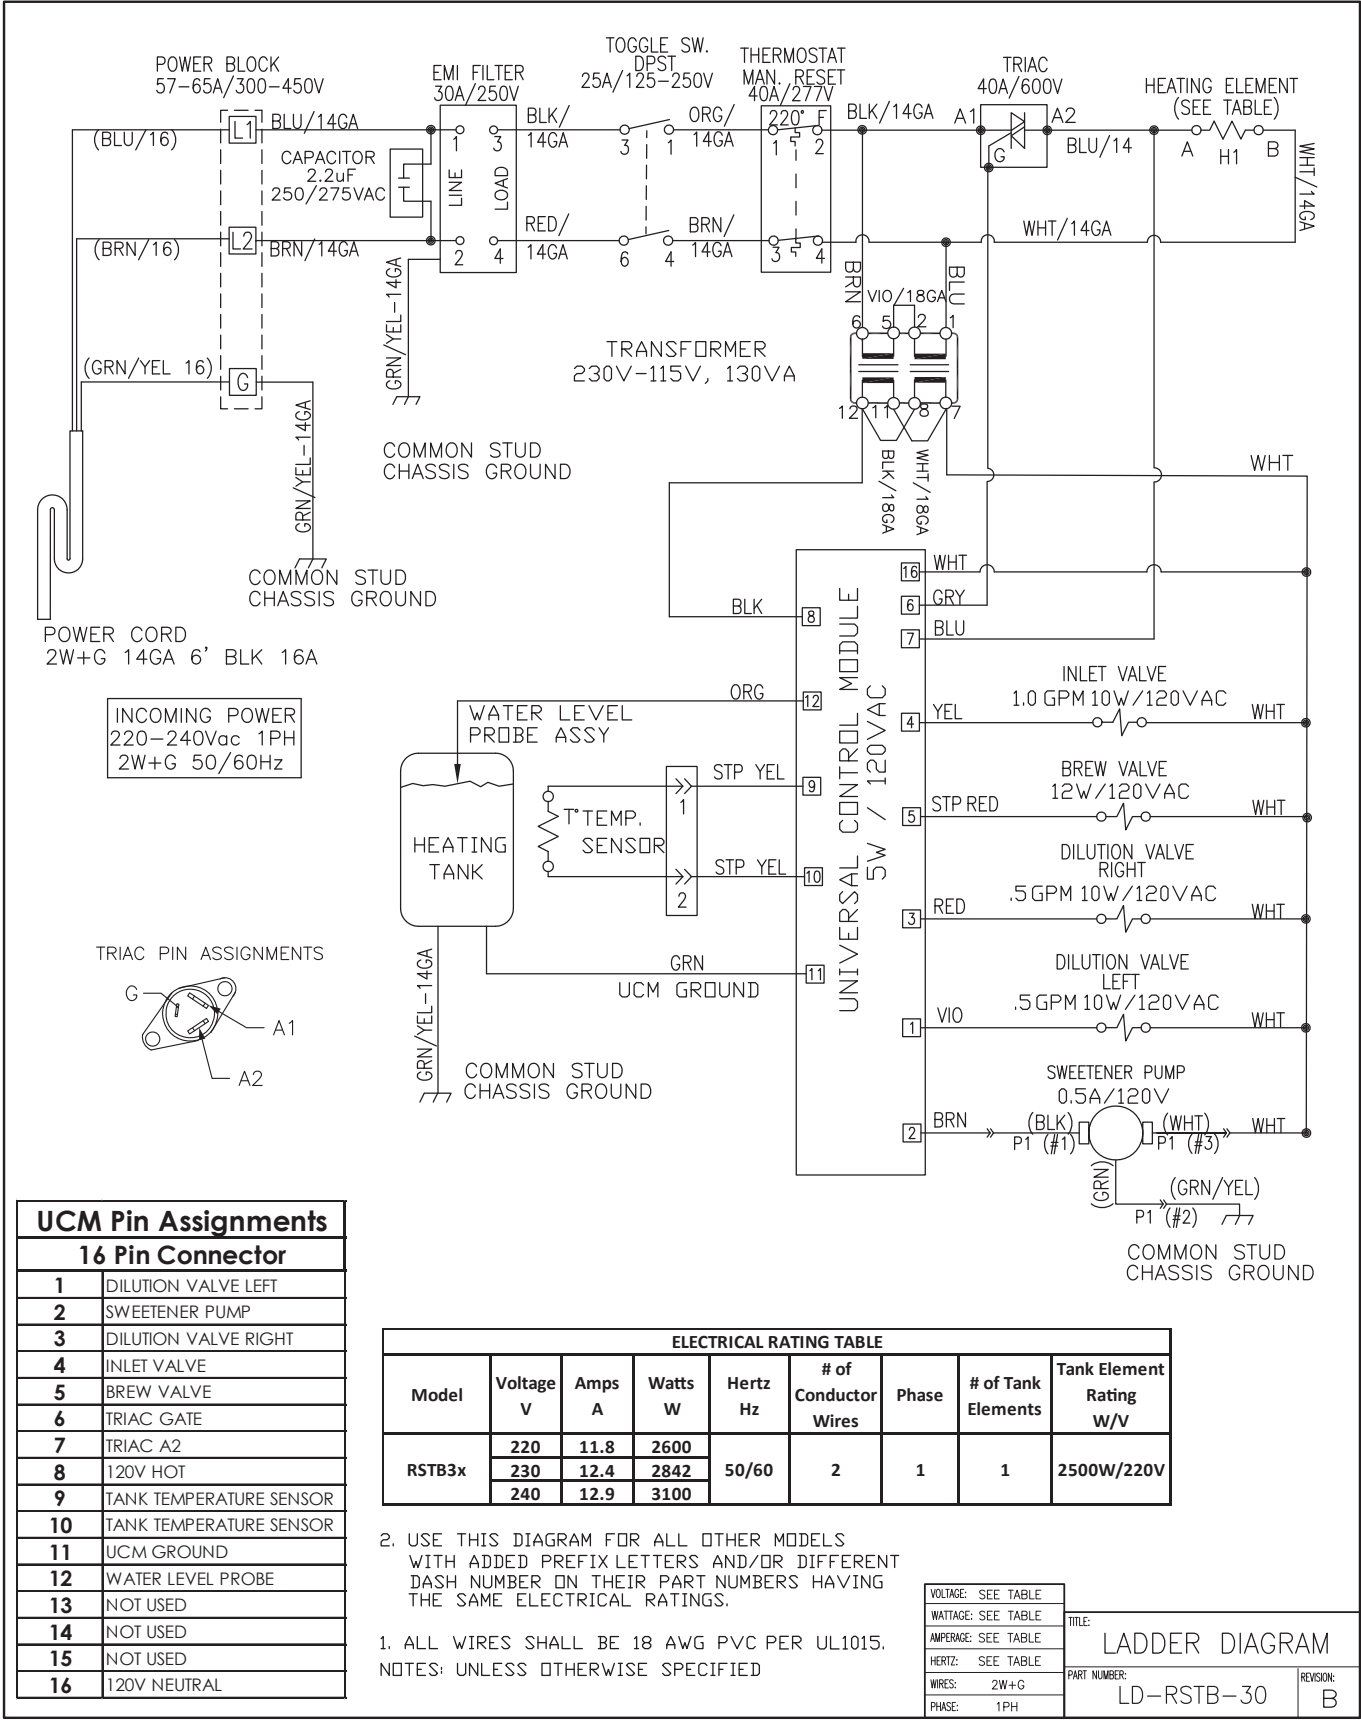 POWER BLOCK
57-65A/300-450V
EMI FILTER
30A/250V
TOGGLE SW.
DPST
25A/125-250V
THERMOSTAT
MAN. RESET
40A/277V
TRIAC
40A/600V
HEATING ELEMENT
(SEE TABLE)
(BLU/16)
L1
BLU/14GA
1
3
BLK/
14GA
3
1
ORG/
14GA
220° F
1
2
BLK/14GA
A1
A2
G
BLU/14
A
H1
B
WHT/14GA
CAPACITOR
2.2uF
250/275VAC
LINE
LOAD
(BRN/16)
L2
BRN/14GA
2
4
RED/
14GA
6
4
BRN/
14GA
3
4
WHT/14GA
GRN/YEL-14GA
BRN
VIO/18GA
BLU
6
5
2
1
TRANSFORMER
230V-115V, 130VA
12
11
8
7
BLK/18GA
WHT/18GA
WHT
(GRN/YEL 16)
G
GRN/YEL-14GA
COMMON STUD
CHASSIS GROUND
COMMON STUD
CHASSIS GROUND
POWER CORD
2W+G 14GA 6' BLK 16A
INCOMING POWER
220-240Vac 1PH
2W+G 50/60Hz
UNIVERSAL CONTROL MODULE
5W / 120VAC
16
WHT
6
GRY
7
BLU
BLK
8
ORG
12
WATER LEVEL
PROBE ASSY
HEATING
TANK
T° TEMP.
SENSOR
1
2
STP YEL
9
STP YEL
10
GRN
11
UCM GROUND
GRN/YEL-14GA
COMMON STUD
CHASSIS GROUND
INLET VALVE
1.0 GPM 10W/120VAC
4
YEL
WHT
BREW VALVE
12W/120VAC
5
STP RED
WHT
DILUTION VALVE
RIGHT
.5 GPM 10W/120VAC
3
RED
WHT
DILUTION VALVE
LEFT
.5 GPM 10W/120VAC
1
VIO
WHT
SWEETENER PUMP
0.5A/120V
2
BRN
(BLK)
P1 (#1)
(WHT)
P1 (#3)
WHT
(GRN)
(GRN/YEL)
P1 (#2)
COMMON STUD
CHASSIS GROUND
TRIAC PIN ASSIGNMENTS
G
A1
A2
UCM Pin Assignments
16 Pin Connector
1 DILUTION VALVE LEFT
2 SWEETENER PUMP
3 DILUTION VALVE RIGHT
4 INLET VALVE
5 BREW VALVE
6 TRIAC GATE
7 TRIAC A2
8 120V HOT
9 TANK TEMPERATURE SENSOR
10 TANK TEMPERATURE SENSOR
11 UCM GROUND
12 WATER LEVEL PROBE
13 NOT USED
14 NOT USED
15 NOT USED
16 120V NEUTRAL
ELECTRICAL RATING TABLE
Model
Voltage V
Amps A
Watts W
Hertz Hz
# of Conductor Wires
Phase
# of Tank Elements
Tank Element Rating W/V
RSTB3x
220 11.8 2600
230 12.4 2842
240 12.9 3100
50/60
2
1
1
2500W/220V
2. USE THIS DIAGRAM FOR ALL OTHER MODELS
WITH ADDED PREFIX LETTERS AND/OR DIFFERENT
DASH NUMBER ON THEIR PART NUMBERS HAVING
THE SAME ELECTRICAL RATINGS.
1. ALL WIRES SHALL BE 18 AWG PVC PER UL1015.
NOTES: UNLESS OTHERWISE SPECIFIED
VOLTAGE: SEE TABLE
WATTAGE: SEE TABLE
AMPERAGE: SEE TABLE
HERTZ: SEE TABLE
WIRES: 2W+G
PHASE: 1PH
TITLE:
LADDER DIAGRAM
PART NUMBER:
LD-RSTB-30
REVISION:
B